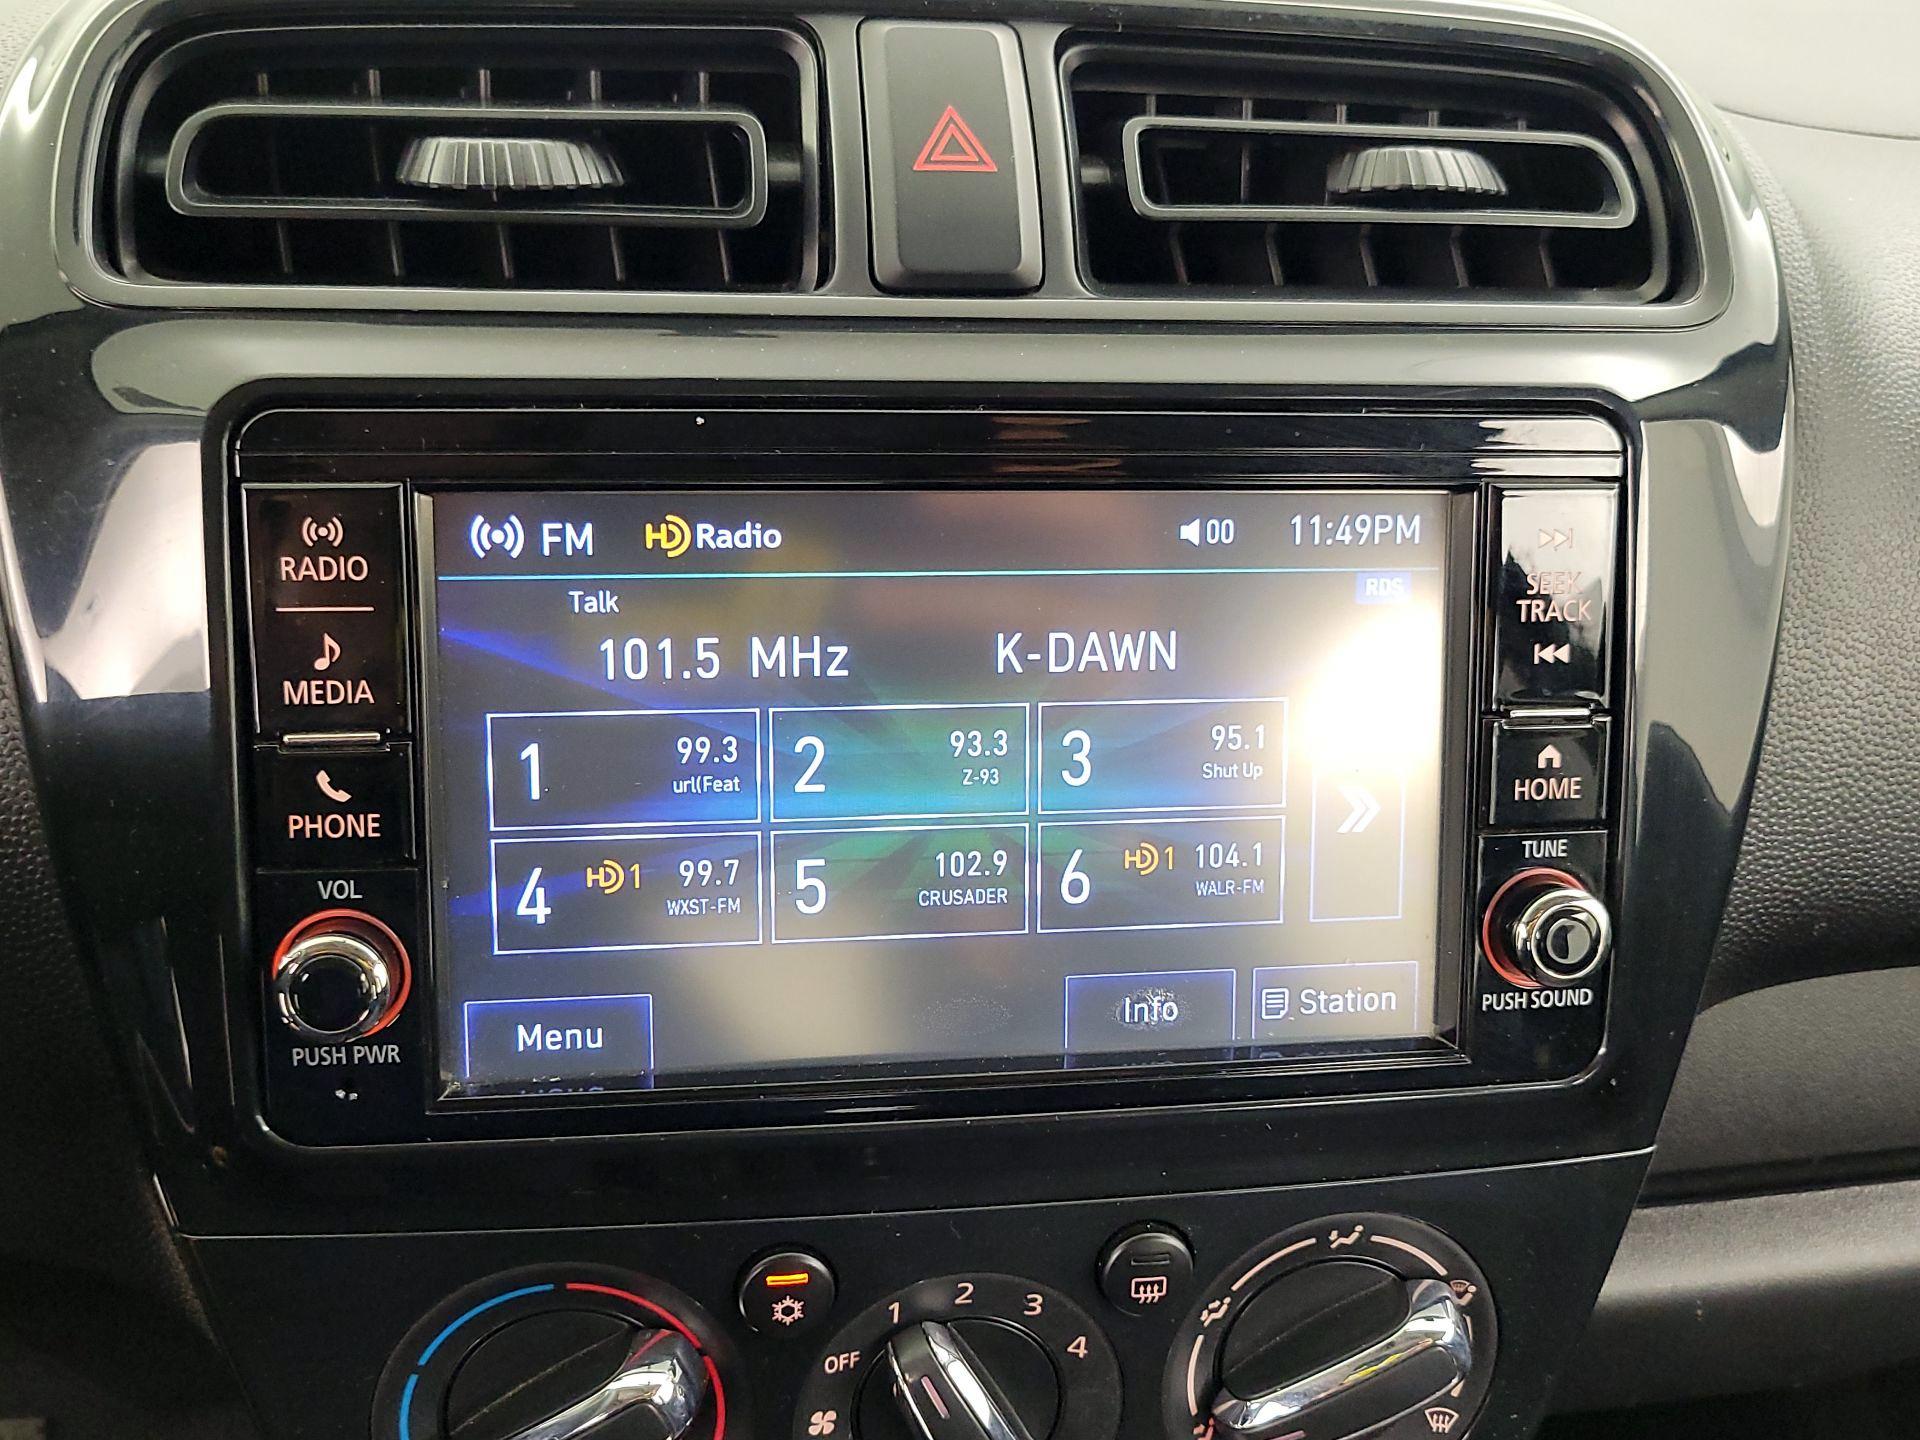 RADIO
MEDIA
PHONE
VOL
PUSH PWR
FM HD Radio 00 11:49PM
RDS
Talk
101.5 MHz K-DAWN
1 99.3
url(Feat
2 93.3
Z-93
3 95.1
Shut Up
4 HD1 99.7
WXST-FM
5 102.9
CRUSADER
6 HD1 104.1
WALR-FM
Menu Info Station
SEEK
TRACK
HOME
TUNE
PUSH SOUND
OFF 1 2 3 4